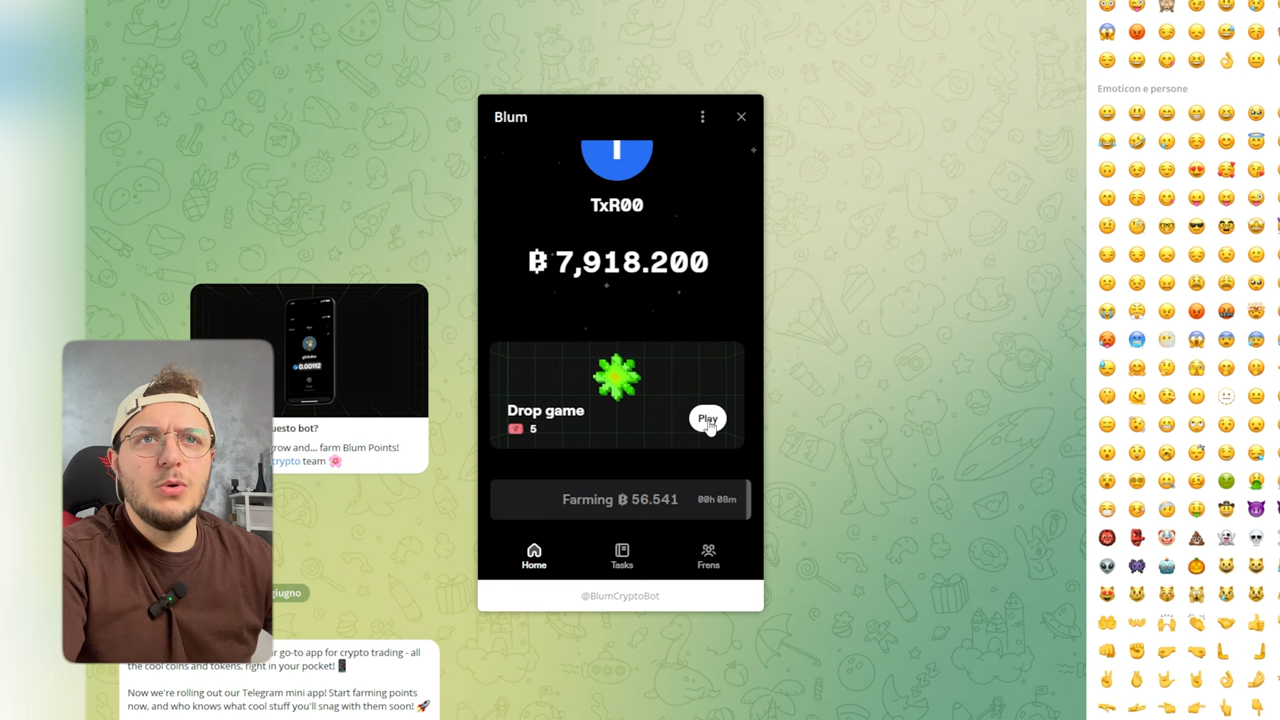 Emoticon e persone
Blum
TxR00
฿ 7,918.200
Drop game
5
Play
Farming ฿ 56.541 00h 08m
Home Tasks Frens
@BlumCryptoBot
0.00112
uesto bot?
grow and... farm Blum Points!
crypto team
giugno
r go-to app for crypto trading - all
the cool coins and tokens, right in your pocket!
Now we're rolling out our Telegram mini app! Start farming points
now, and who knows what cool stuff you'll snag with them soon! 🚀